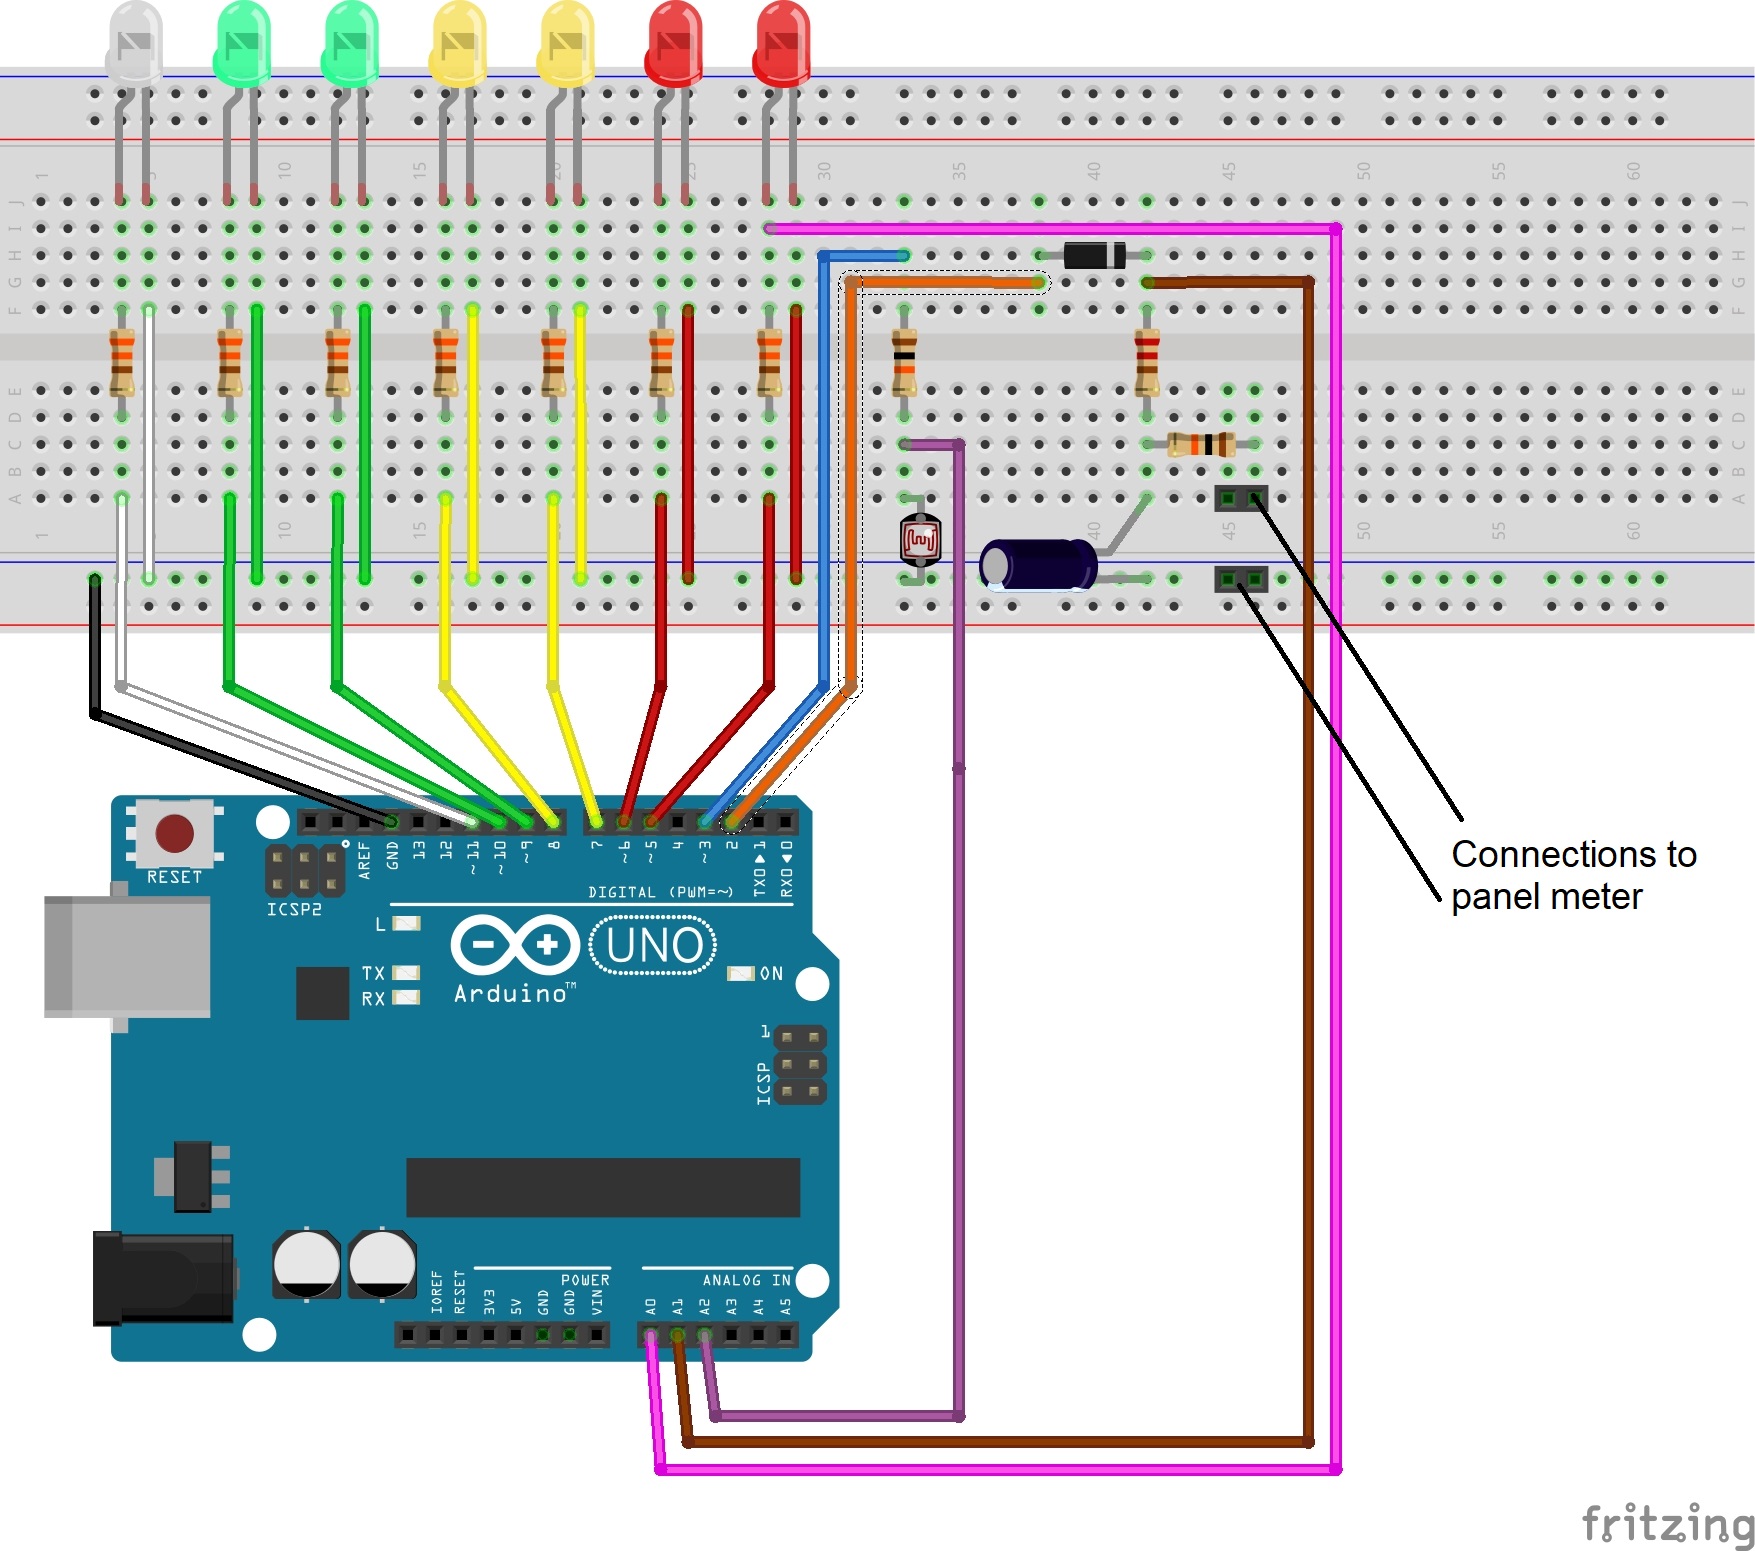 1 5 10 15 20 25 30 35 40 45 50 55 60
J J
I I
H H
G G
F F
E E
D D
C C
B B
A A
1 10 15 40 45 50 55 60
Connections to
panel meter
RESET
ICSP2
AREF
GND
13
12
~11
~10
~9
8
7
~6
~5
4
~3
2
TX0▶1
RX0◀0
DIGITAL (PWM=~)
L
TX
RX
UNO
ON
Arduino™
1
ICSP
POWER
ANALOG IN
IOREF
RESET
3V3
5V
GND
GND
VIN
A0
A1
A2
A3
A4
A5
fritzing